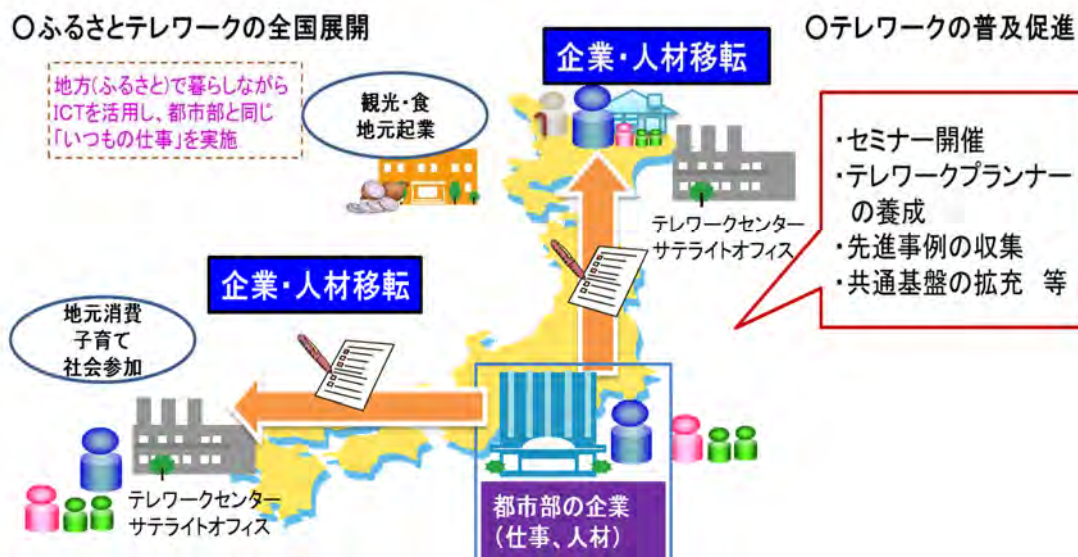 〇ふるさとテレワークの全国展開
地方(ふるさと)で暮らしながら
ICTを活用し、都市部と同じ
「いつもの仕事」を実施
観光・食
地元起業
企業・人材移転
テレワークセンター
サテライトオフィス
企業・人材移転
地元消費
子育て
社会参加
テレワークセンター
サテライトオフィス
都市部の企業
(仕事、人材)
〇テレワークの普及促進
・セミナー開催
・テレワークプランナー
の養成
・先進事例の収集
・共通基盤の拡充 等